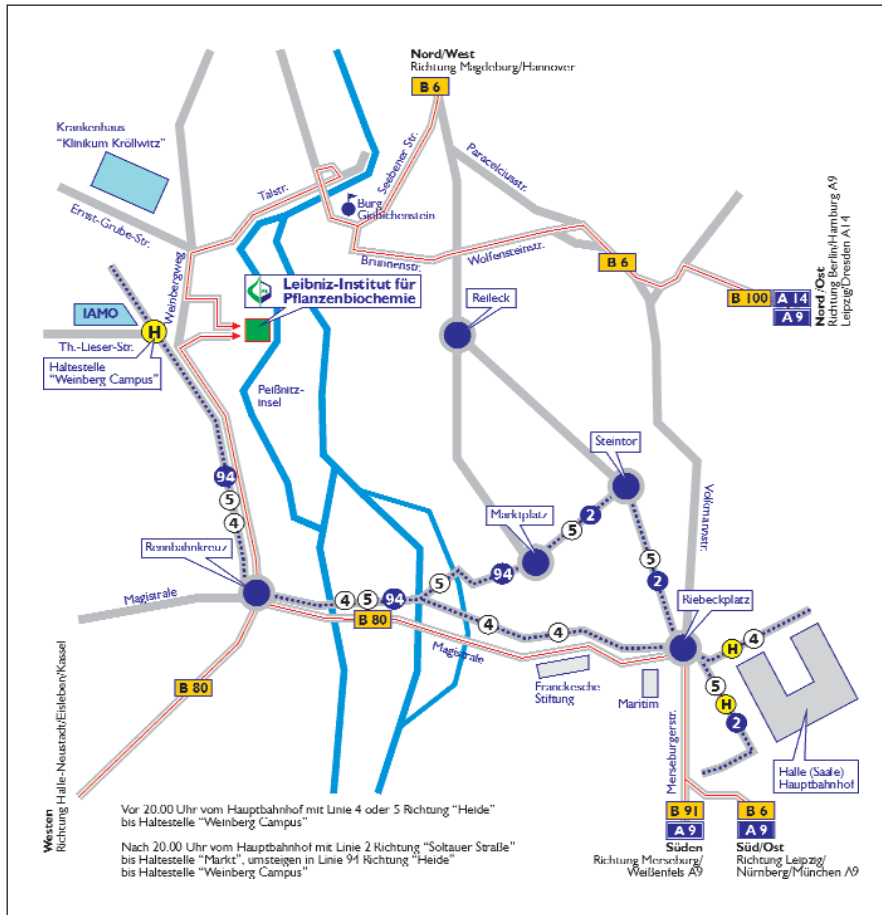 Nord/West
Richtung Magdeburg/Hannover
B 6
Krankenhaus
"Klinikum Kröllwitz"
Seebener Str.
Paracelciusstr.
Talstr.
Burg
Giebichenstein
Ernst-Grube-Str.
Brunnenstr.
Wolfensteinstr.
B 6
Weinbergweg
Leibniz-Institut für
Pflanzenbiochemie
Reileck
B 100
A 14
A 9
Nord/Ost
Richtung Berlin/Hamburg A9
Leipzig/Dresden A14
IAMO
H
Th.-Lieser-Str.
Haltestelle
"Weinberg Campus"
Peißnitz-
insel
Steintor
94
5
4
2
5
Marktplatz
Volkmannstr.
Rennbahnkreuz
5
94
5
2
Riebeckplatz
Magistrale
4
5
94
B 80
4
4
Magistrale
H
4
B 80
Franckesche
Stiftung
Maritim
5
H
2
Merseburgerstr.
Halle (Saale)
Hauptbahnhof
Westen
Richtung Halle-Neustadt/Eisleben/Kassel
Vor 20.00 Uhr vom Hauptbahnhof mit Linie 4 oder 5 Richtung "Heide"
bis Haltestelle "Weinberg Campus"
Nach 20.00 Uhr vom Hauptbahnhof mit Linie 2 Richtung "Soltauer Straße"
bis Haltestelle "Markt", umsteigen in Linie 94 Richtung "Heide"
bis Haltestelle "Weinberg Campus"
B 91
A 9
Süden
Richtung Merseburg/
Weißenfels A9
B 6
A 9
Süd/Ost
Richtung Leipzig/
Nürnberg/München A9